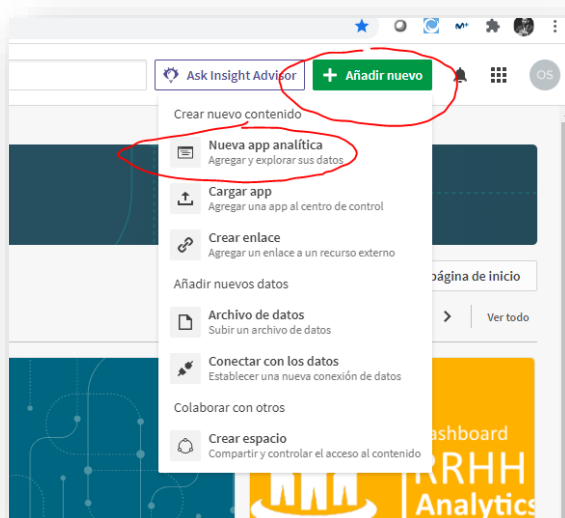 M+
Ask Insight Advisor
+ Añadir nuevo
OS
Crear nuevo contenido
Nueva app analítica
Agregar y explorar sus datos
Cargar app
Agregar una app al centro de control
Crear enlace
Agregar un enlace a un recurso externo
página de inicio
Añadir nuevos datos
Archivo de datos
Subir un archivo de datos
Ver todo
Conectar con los datos
Establecer una nueva conexión de datos
Colaborar con otros
Crear espacio
Compartir y controlar el acceso al contenido
ashboard
RRHH
Analytics